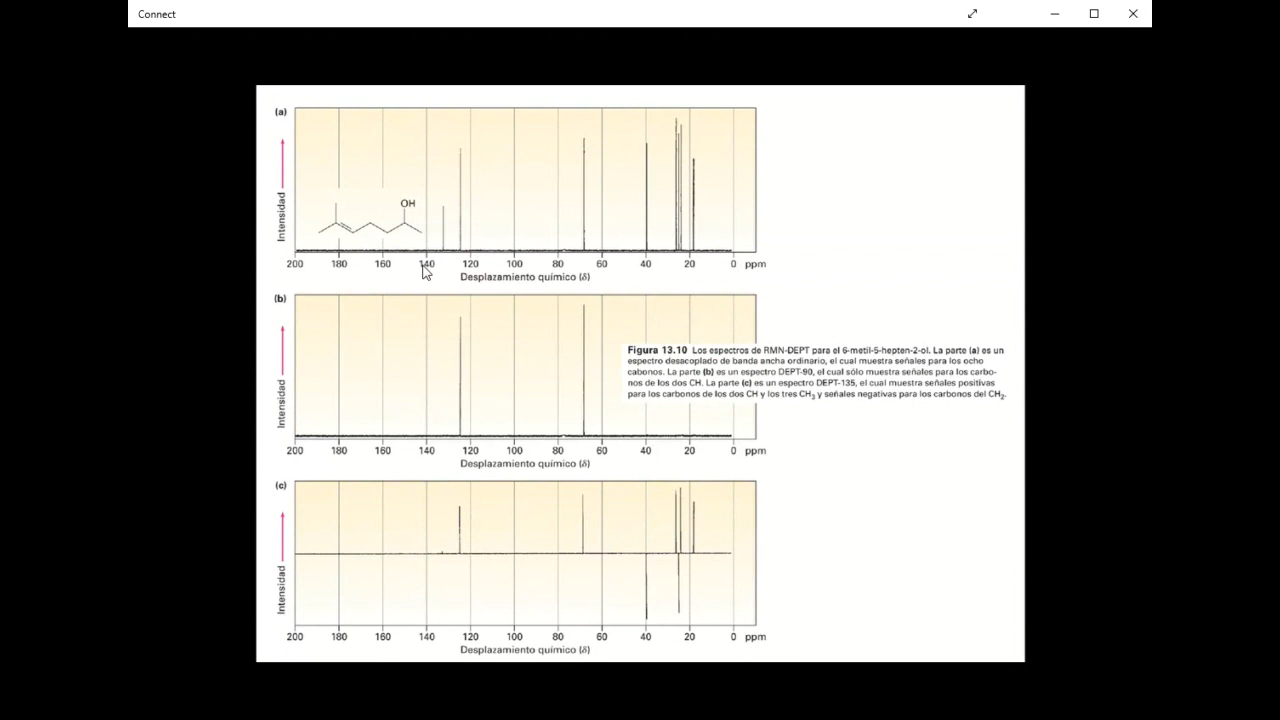 Connect
(a)
Intensidad
OH
200 180 160 140 120 100 80 60 40 20 0 ppm
Desplazamiento químico (δ)
(b)
Intensidad
200 180 160 140 120 100 80 60 40 20 0 ppm
Desplazamiento químico (δ)
Figura 13.10 Los espectros de RMN-DEPT para el 6-metil-5-hepten-2-ol. La parte (a) es un
espectro desacoplado de banda ancha ordinario, el cual muestra señales para los ocho
cabonos. La parte (b) es un espectro DEPT-90, el cual sólo muestra señales para los carbo-
nos de los dos CH. La parte (c) es un espectro DEPT-135, el cual muestra señales positivas
para los carbonos de los dos CH y los tres CH₃ y señales negativas para los carbonos del CH₂.
(c)
Intensidad
200 180 160 140 120 100 80 60 40 20 0 ppm
Desplazamiento químico (δ)